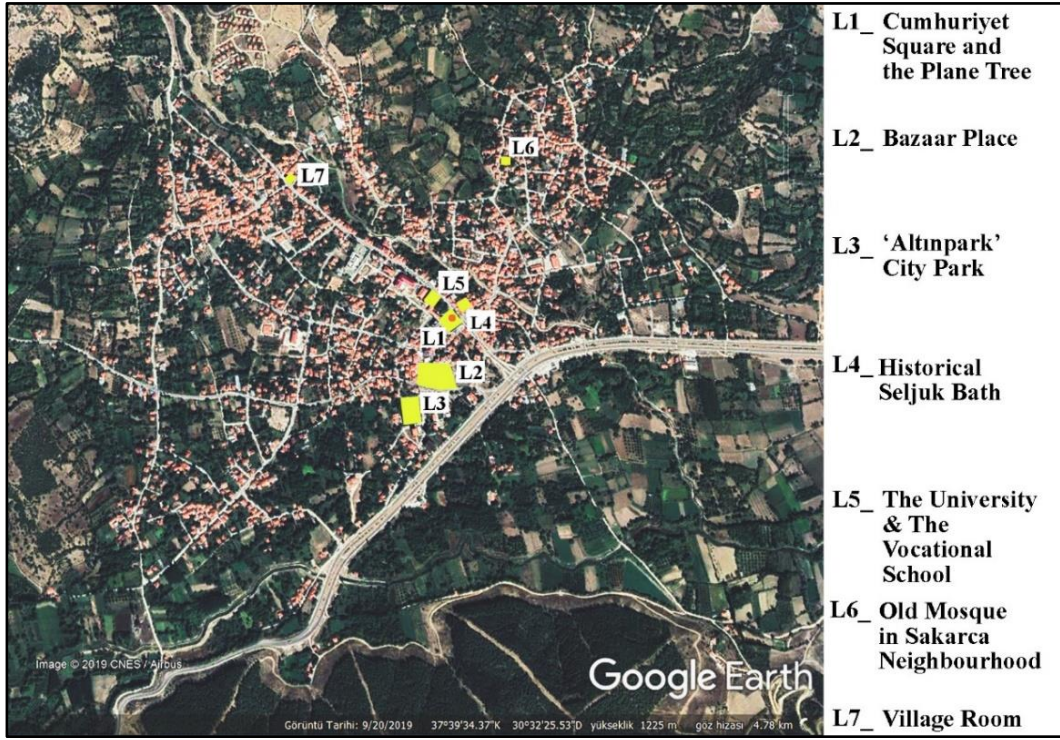 L6
L7
L5
L4
L1
L2
L3
Image © 2019 CNES / Airbus
Google Earth
Görüntü Tarihi: 9/20/2019 37°39'34.37"K 30°32'25.53"D yükseklik 1225 m göz hizası 4.78 km
L1_ Cumhuriyet
Square and
the Plane Tree
L2_ Bazaar Place
L3_ ‘Altınpark’
City Park
L4_ Historical
Seljuk Bath
L5_ The University
& The
Vocational
School
L6_ Old Mosque
in Sakarca
Neighbourhood
L7_ Village Room